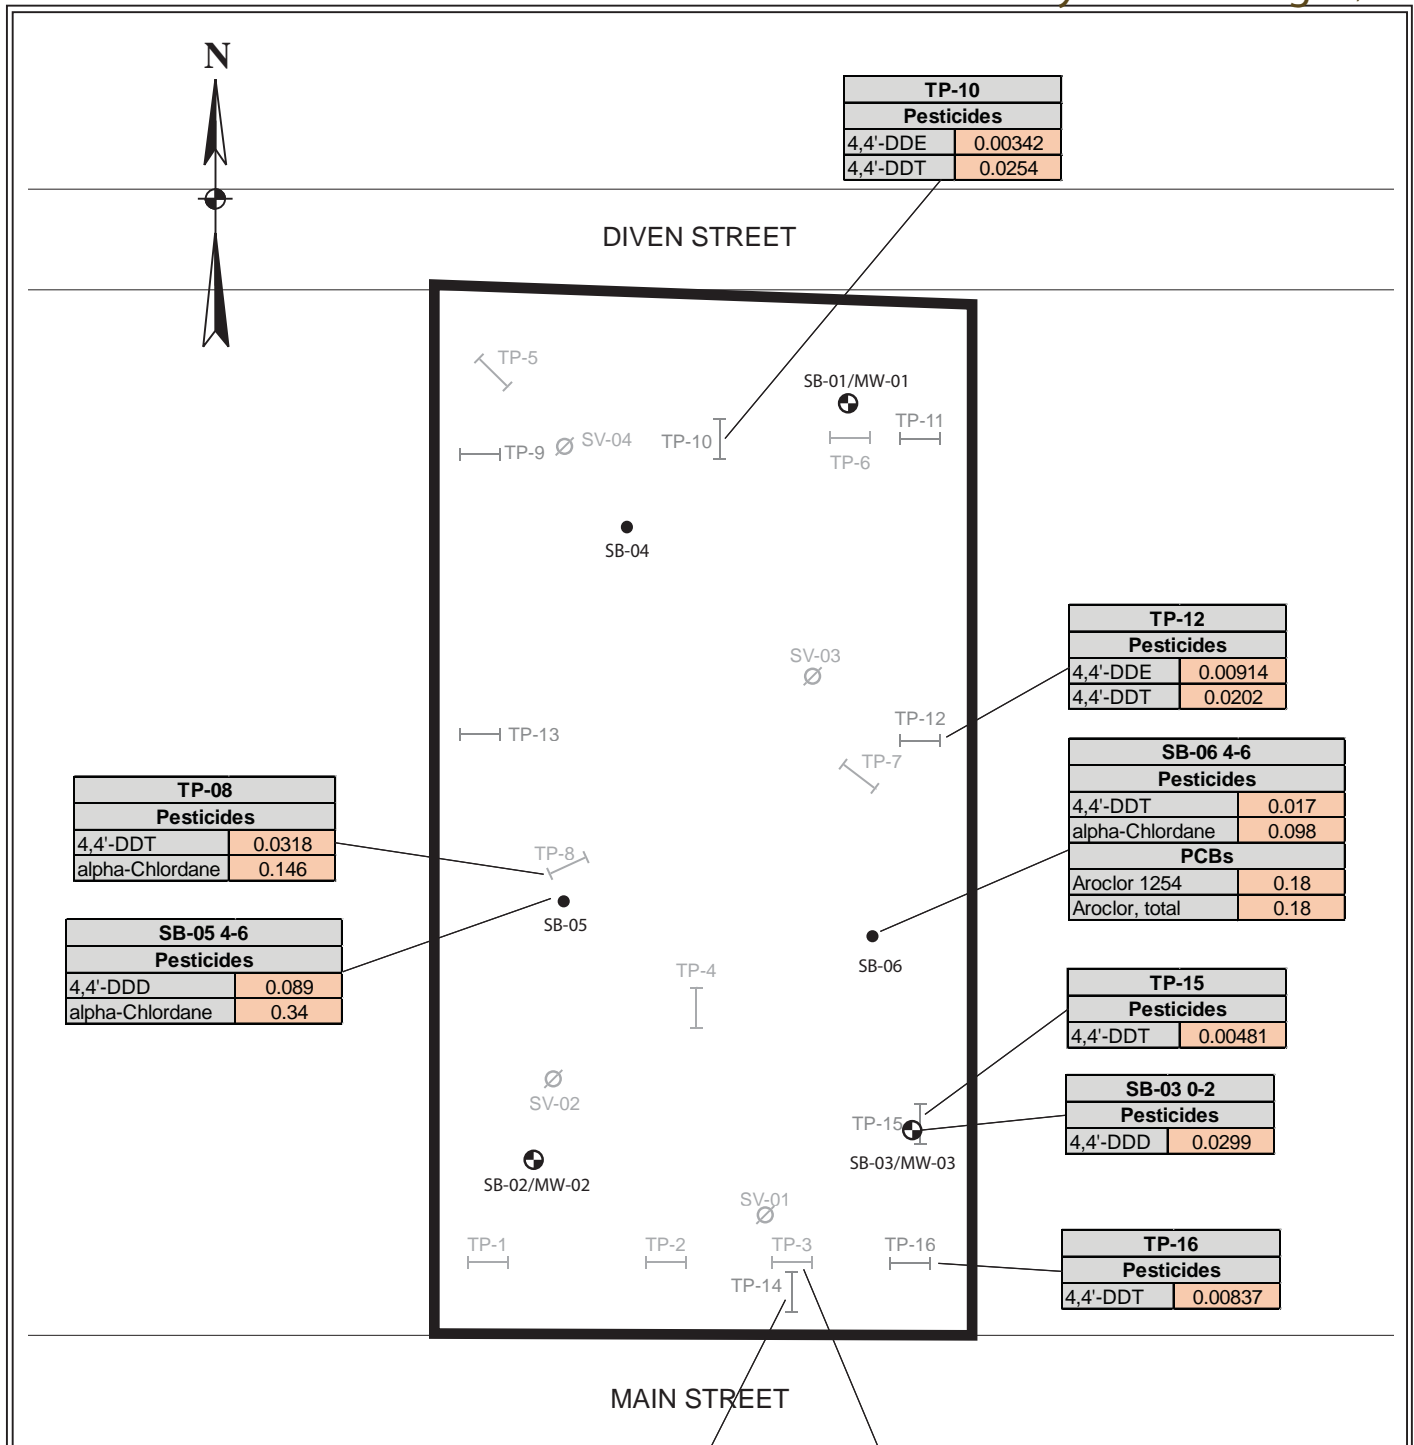 N
TP-10
Pesticides
4,4'-DDE 0.00342
4,4'-DDT 0.0254
DIVEN STREET
TP-5
SB-01/MW-01
TP-11
TP-9
SV-04
TP-10
TP-6
SB-04
TP-12
Pesticides
4,4'-DDE 0.00914
4,4'-DDT 0.0202
SV-03
TP-12
TP-13
TP-7
SB-06 4-6
Pesticides
4,4'-DDT 0.017
alpha-Chlordane 0.098
PCBs
Aroclor 1254 0.18
Aroclor, total 0.18
TP-08
Pesticides
4,4'-DDT 0.0318
alpha-Chlordane 0.146
TP-8
SB-05
SB-05 4-6
Pesticides
4,4'-DDD 0.089
alpha-Chlordane 0.34
SB-06
TP-4
TP-15
Pesticides
4,4'-DDT 0.00481
SB-03 0-2
Pesticides
4,4'-DDD 0.0299
SV-02
TP-15
SB-03/MW-03
SB-02/MW-02
SV-01
TP-1
TP-2
TP-3
TP-16
TP-14
TP-16
Pesticides
4,4'-DDT 0.00837
MAIN STREET